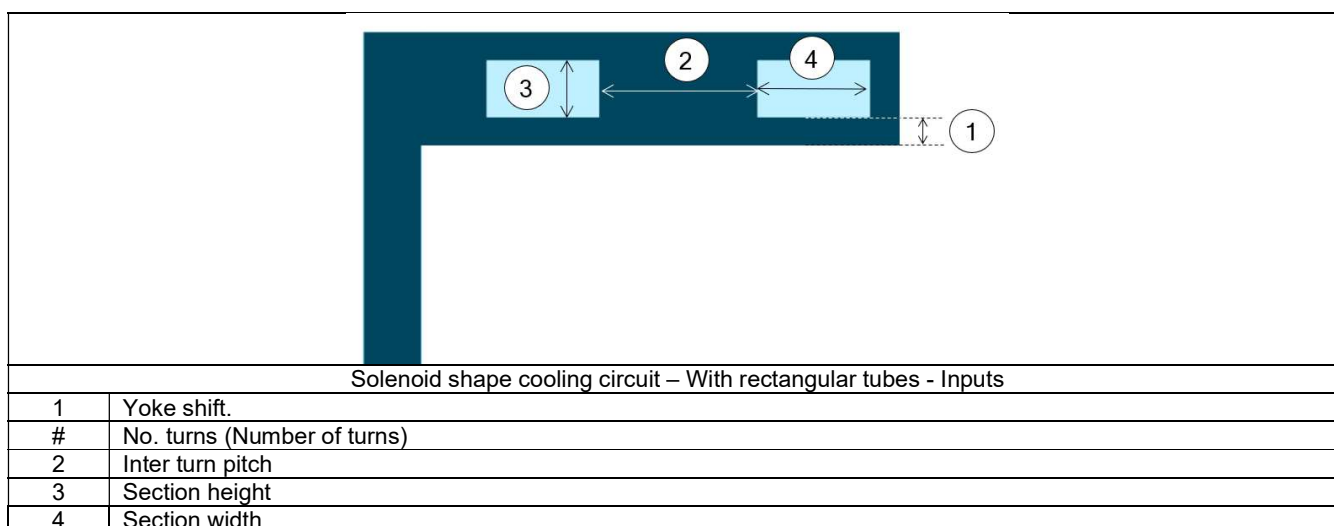 2
4
3
1
Solenoid shape cooling circuit – With rectangular tubes - Inputs
1 Yoke shift.
# No. turns (Number of turns)
2 Inter turn pitch
3 Section height
4 Section width